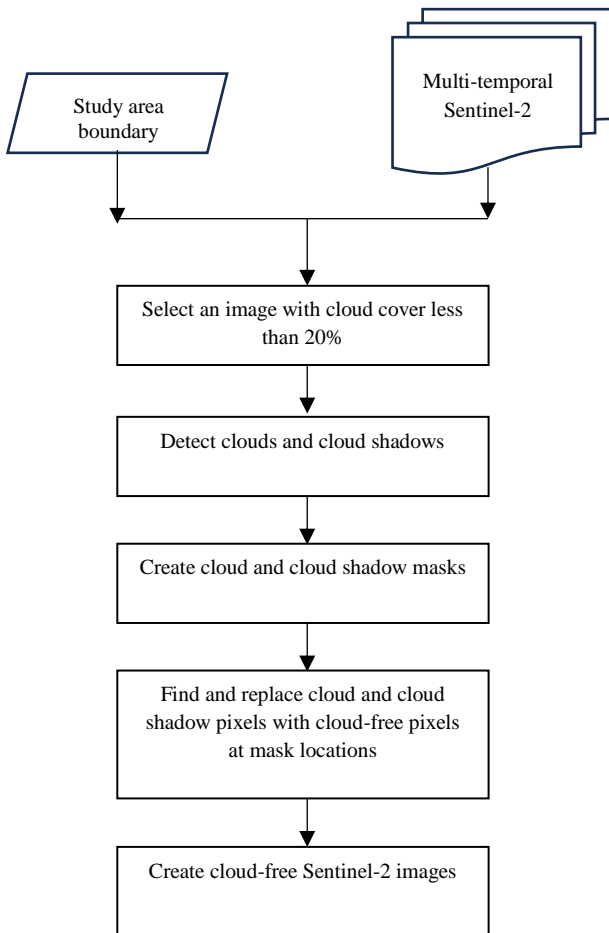 Study area
boundary
Multi-temporal
Sentinel-2
Select an image with cloud cover less
than 20%
Detect clouds and cloud shadows
Create cloud and cloud shadow masks
Find and replace cloud and cloud
shadow pixels with cloud-free pixels
at mask locations
Create cloud-free Sentinel-2 images